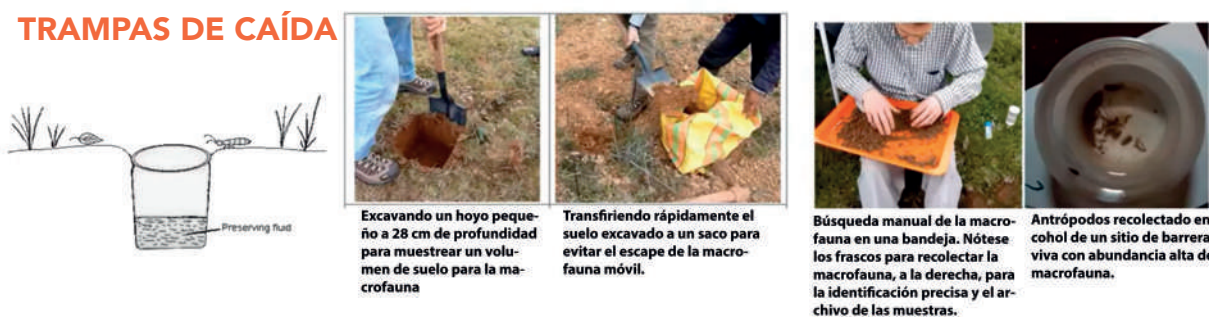 TRAMPAS DE CAÍDA
Preserving fluid
Excavando un hoyo peque-
ño a 28 cm de profundidad
para muestrear un volu-
men de suelo para la ma-
crofauna
Transfiriendo rápidamente el
suelo excavado a un saco para
evitar el escape de la macro-
fauna móvil.
Búsqueda manual de la macro-
fauna en una bandeja. Nótese
los frascos para recolectar la
macrofauna, a la derecha, para
la identificación precisa y el ar-
chivo de las muestras.
Antrópodos recolectado en
cohol de un sitio de barrera
viva con abundancia alta de
macrofauna.